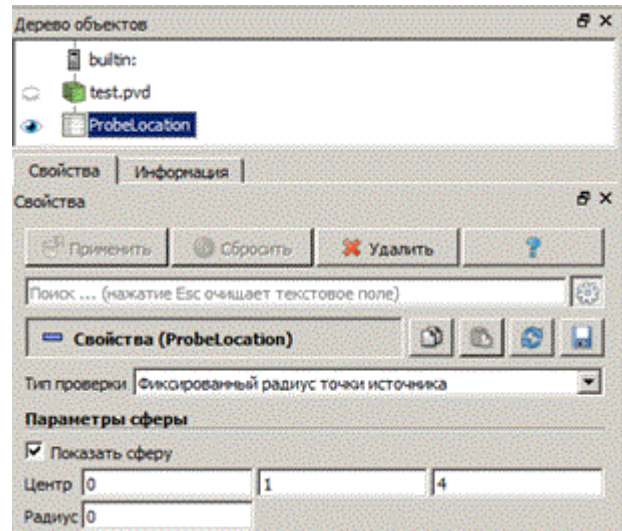 Дерево объектов
builtin:
test.pvd
ProbeLocation
Свойства Информация
Свойства
Применить Сбросить Удалить ?
Поиск ... (нажатие Esc очищает текстовое поле)
Свойства (ProbeLocation)
Тип проверки Фиксированный радиус точки источника
Параметры сферы
Показать сферу
Центр 0 1 4
Радиус 0